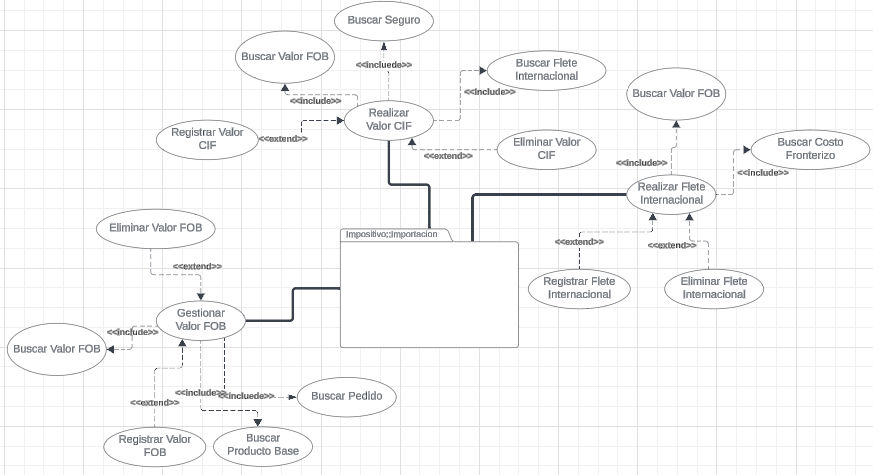 Buscar Seguro
Buscar Valor FOB
<<incluede>>
Buscar Flete
Internacional
<<include>>
<<include>>
Buscar Valor FOB
Realizar
Valor CIF
Registrar Valor
CIF
<<extend>>
Eliminar Valor
CIF
<<extend>>
Buscar Costo
Fronterizo
<<include>>
<<include>>
Realizar Flete
Internacional
Eliminar Valor FOB
Impositivo;;Importacion
<<extend>>
<<extend>>
<<extend>>
Registrar Flete
Internacional
Eliminar Flete
Internacional
Gestionar
Valor FOB
<<include>>
Buscar Valor FOB
<<include>>
<<incluede>>
Buscar Pedido
<<extend>>
Registrar Valor
FOB
Buscar
Producto Base